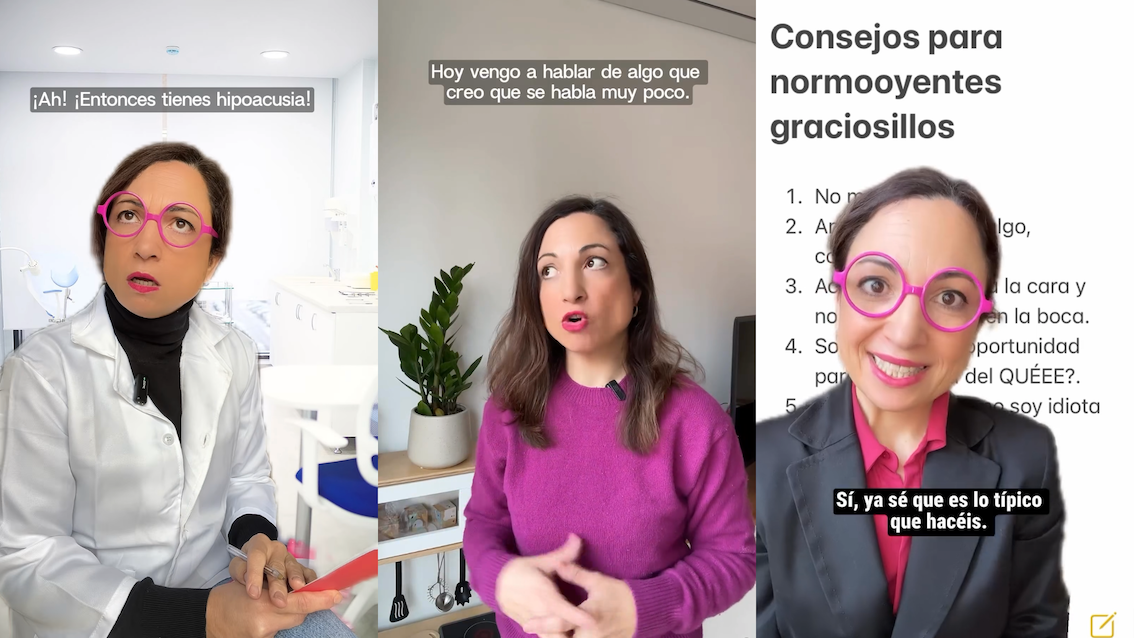 ¡Ah! ¡Entonces tienes hipoacusia!
Hoy vengo a hablar de algo que
creo que se habla muy poco.
Consejos para
normooyentes
graciosillos
1. No
2.
lgo,
3.
la cara y
no
en la boca.
4.
oportunidad
del QUÉEE?.
5.
soy idiota
Sí, ya sé que es lo típico
que hacéis.